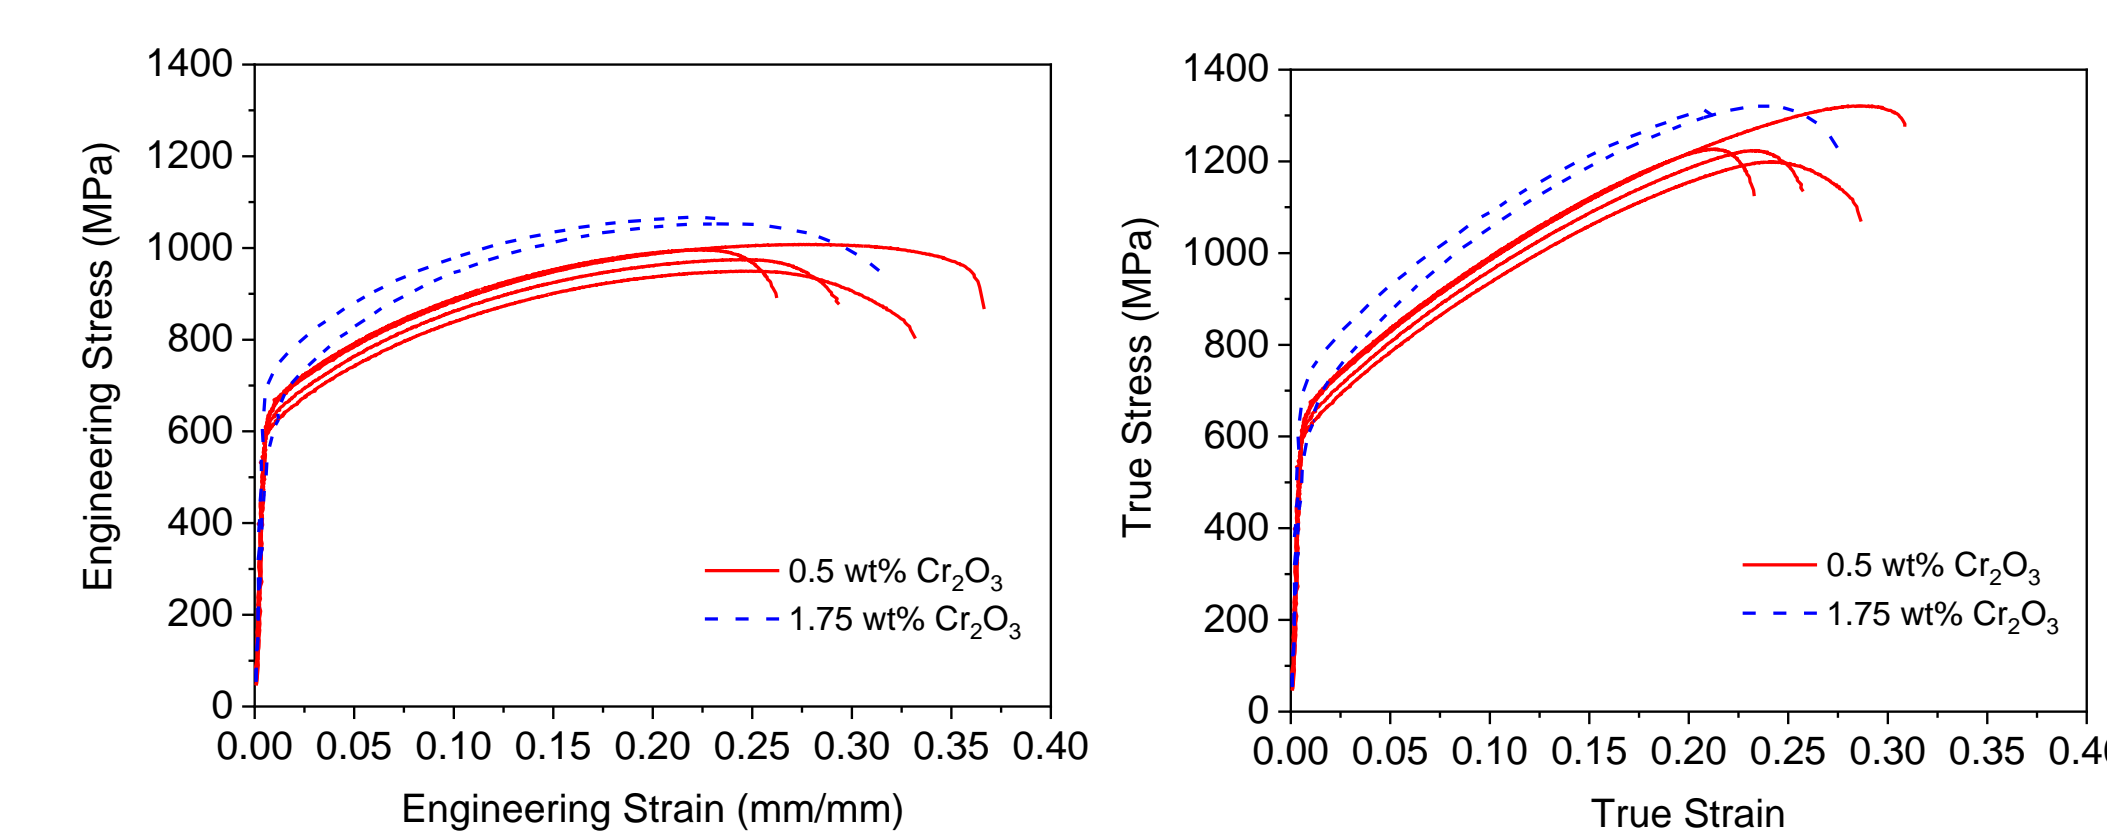 Engineering Stress (MPa)
1400
1200
1000
800
600
400
200
0
0.00 0.05 0.10 0.15 0.20 0.25 0.30 0.35 0.40
Engineering Strain (mm/mm)
0.5 wt% Cr₂O₃
1.75 wt% Cr₂O₃
True Stress (MPa)
1400
1200
1000
800
600
400
200
0
0.00 0.05 0.10 0.15 0.20 0.25 0.30 0.35 0.4
True Strain
0.5 wt% Cr₂O₃
1.75 wt% Cr₂O₃